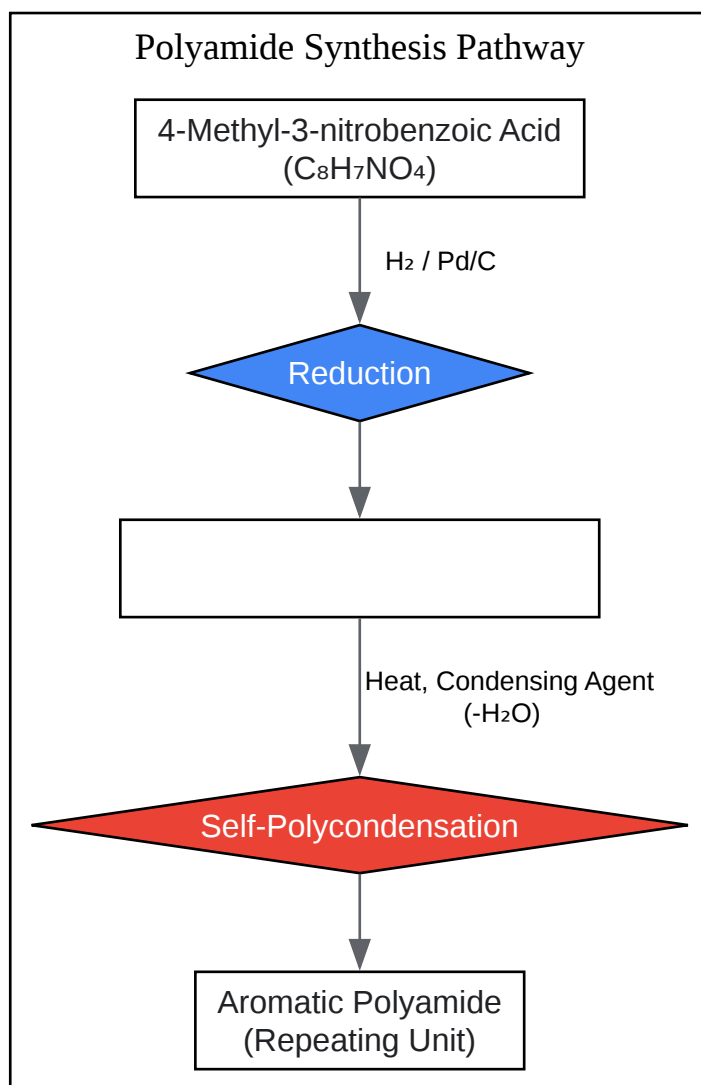 Polyamide Synthesis Pathway
4-Methyl-3-nitrobenzoic Acid
(C₈H₇NO₄)
H₂ / Pd/C
Reduction
Heat, Condensing Agent
(-H₂O)
Self-Polycondensation
Aromatic Polyamide
(Repeating Unit)